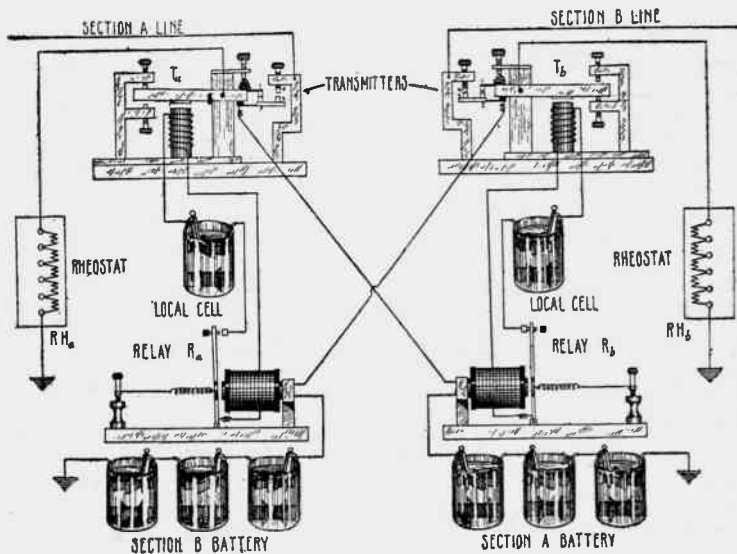 SECTION A LINE
SECTION B LINE
Ta
TRANSMITTERS
Tb
RHEOSTAT
RHa
LOCAL CELL
RELAY Ra
RHEOSTAT
RHb
LOCAL CELL
RELAY Rb
SECTION B BATTERY
SECTION A BATTERY